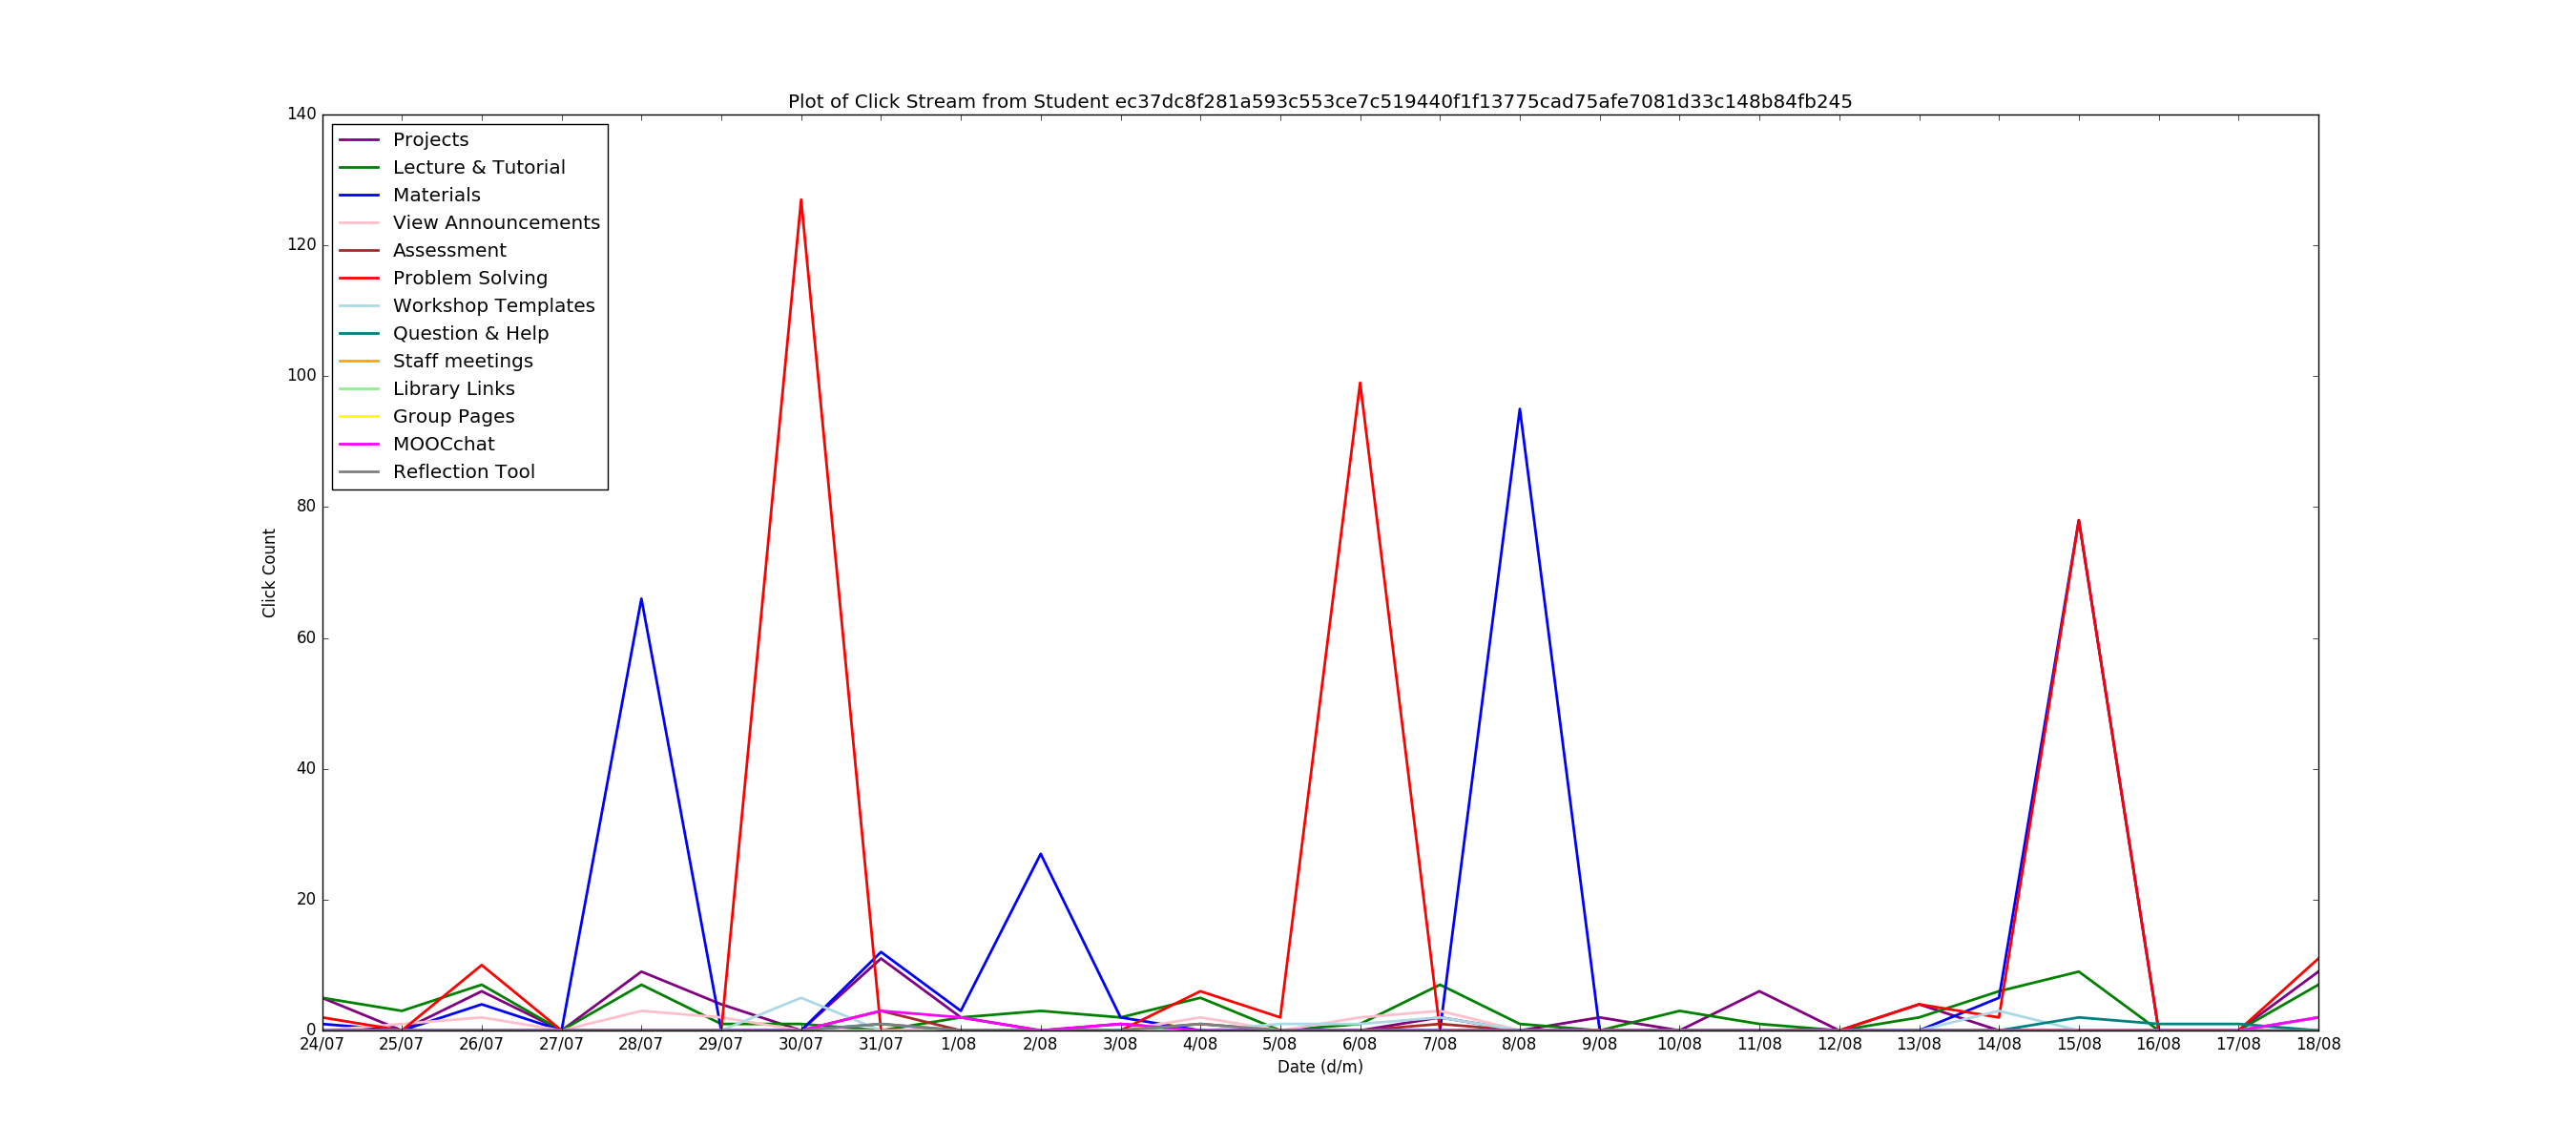 Plot of Click Stream from Student ec37dc8f281a593c553ce7c519440f1f13775cad75afe7081d33c148b84fb245
140
120
100
80
60
40
20
0
Click Count
Projects
Lecture & Tutorial
Materials
View Announcements
Assessment
Problem Solving
Workshop Templates
Question & Help
Staff meetings
Library Links
Group Pages
MOOCchat
Reflection Tool
24/07 25/07 26/07 27/07 28/07 29/07 30/07 31/07 1/08 2/08 3/08 4/08 5/08 6/08 7/08 8/08 9/08 10/08 11/08 12/08 13/08 14/08 15/08 16/08 17/08 18/08
Date (d/m)